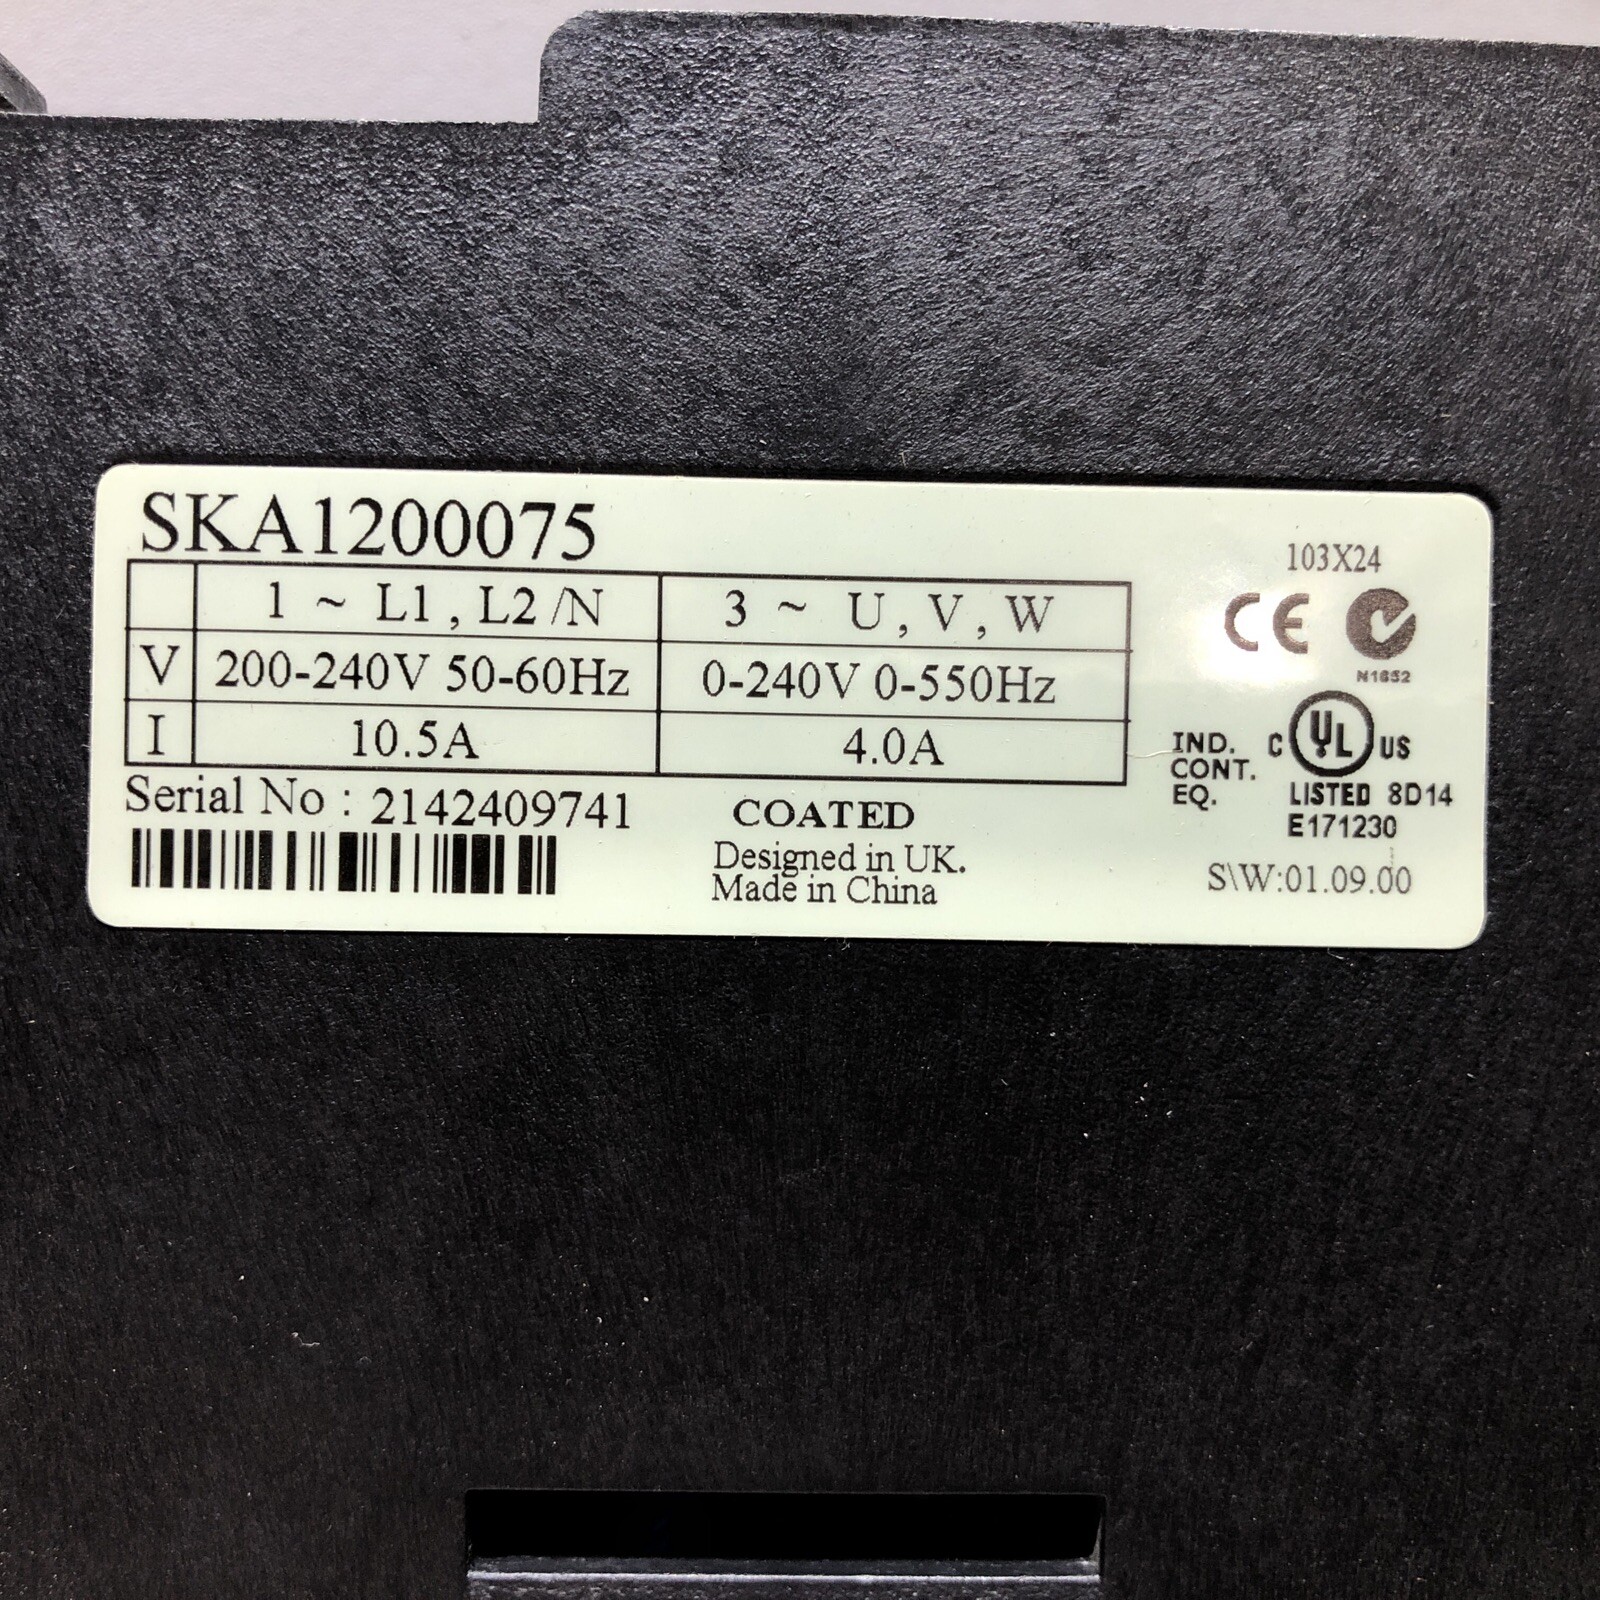 SKA1200075
1 ~ L1 , L2 /N
3 ~ U , V , W
V
200-240V 50-60Hz
0-240V 0-550Hz
I
10.5A
4.0A
Serial No : 2142409741
COATED
Designed in UK.
Made in China
103X24
CE
N1652
IND.
CONT.
EQ.
C UL US
LISTED 8D14
E171230
S\W:01.09.00